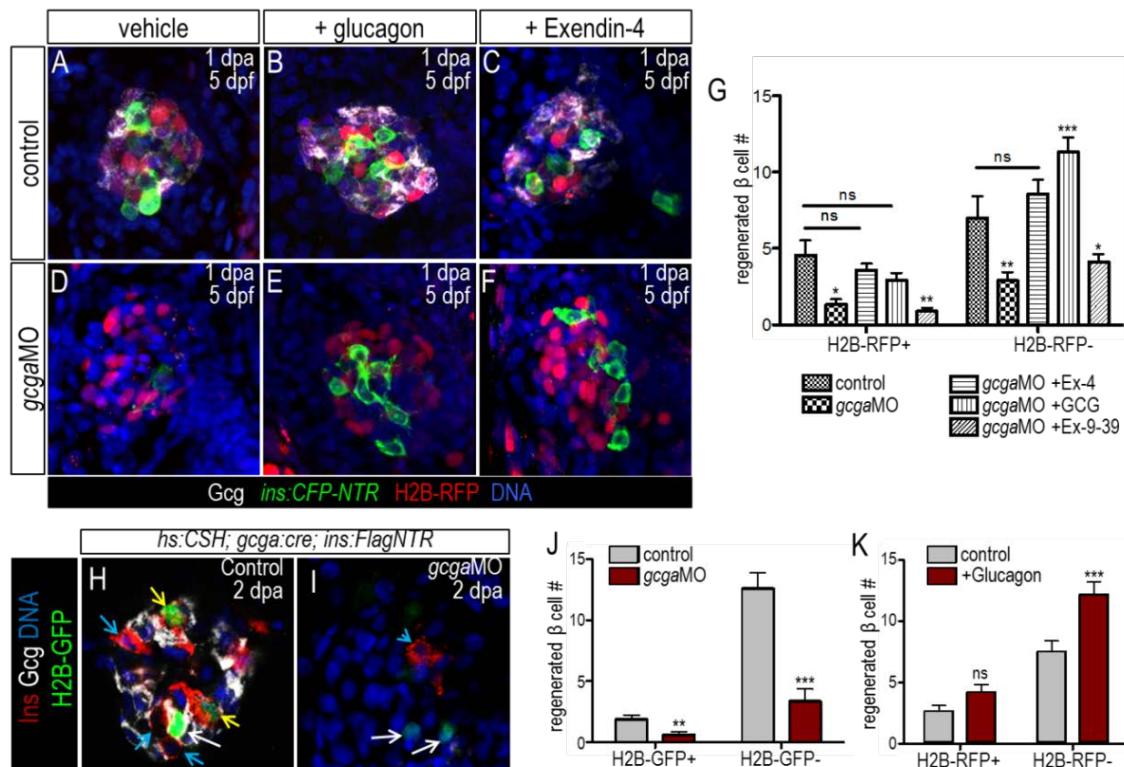 vehicle
+ glucagon
+ Exendin-4
control
A
1 dpa
5 dpf
B
1 dpa
5 dpf
C
1 dpa
5 dpf
gcgaMO
D
1 dpa
5 dpf
E
1 dpa
5 dpf
F
1 dpa
5 dpf
Gcg ins:CFP-NTR H2B-RFP DNA
G
regenerated β cell #
15
10
5
0
ns
ns
*
**
ns
**
***
*
H2B-RFP+
H2B-RFP-
control
gcgaMO
gcgaMO +Ex-4
gcgaMO +GCG
gcgaMO +Ex-9-39
hs:CSH; gcga:cre; ins:FlagNTR
Ins Gcg DNA
H2B-GFP
H
Control
2 dpa
I
gcgaMO
2 dpa
J
regenerated β cell #
15
10
5
0
control
gcgaMO
**
***
H2B-GFP+
H2B-GFP-
K
regenerated β cell #
15
10
5
0
control
+Glucagon
ns
***
H2B-RFP+
H2B-RFP-